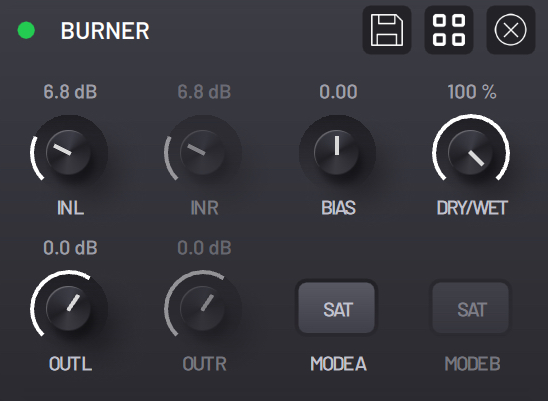 BURNER
6.8 dB 6.8 dB 0.00 100 %
INL INR BIAS DRY/WET
0.0 dB 0.0 dB
SAT SAT
OUTL OUTR MODEA MODEB